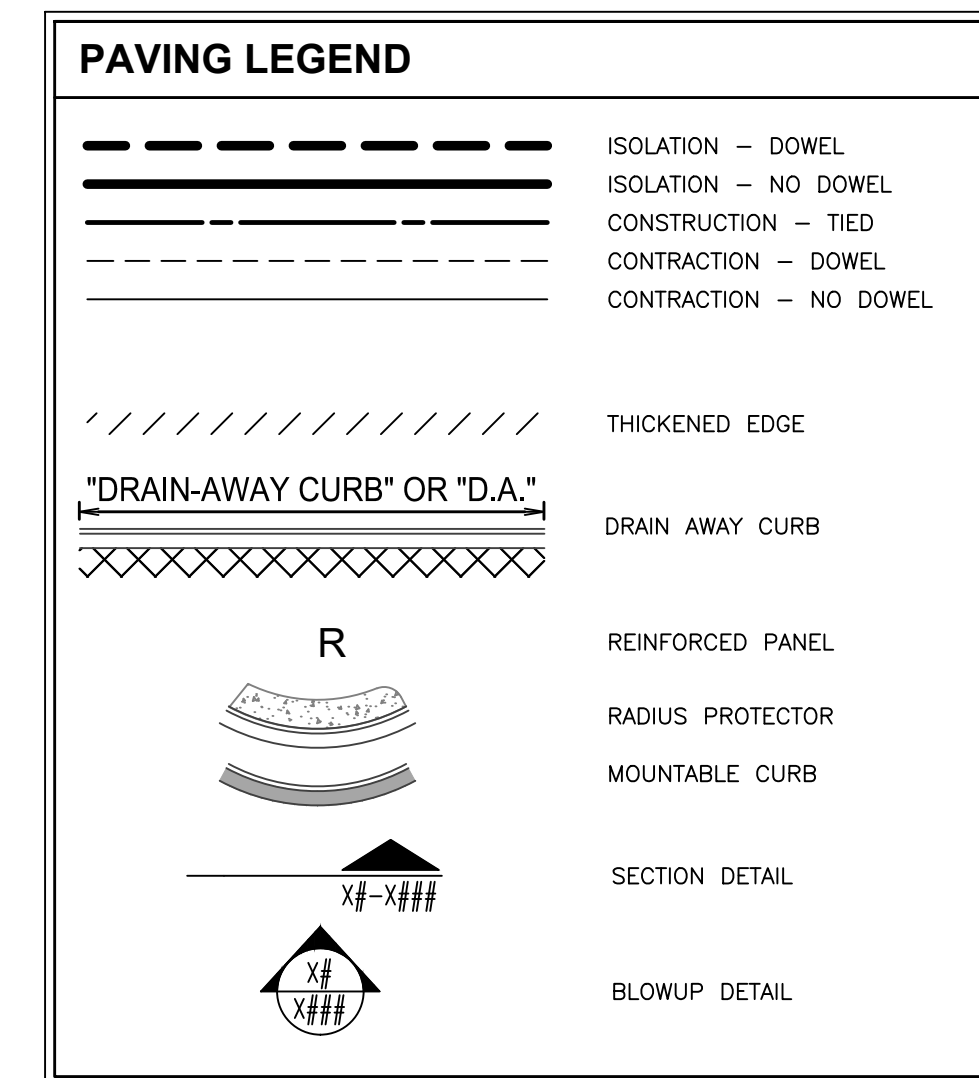 PAVING LEGEND
ISOLATION – DOWEL
ISOLATION – NO DOWEL
CONSTRUCTION – TIED
CONTRACTION – DOWEL
CONTRACTION – NO DOWEL
THICKENED EDGE
"DRAIN-AWAY CURB" OR "D.A."
DRAIN AWAY CURB
R
REINFORCED PANEL
RADIUS PROTECTOR
MOUNTABLE CURB
SECTION DETAIL
X#–X###
X#
X###
BLOWUP DETAIL